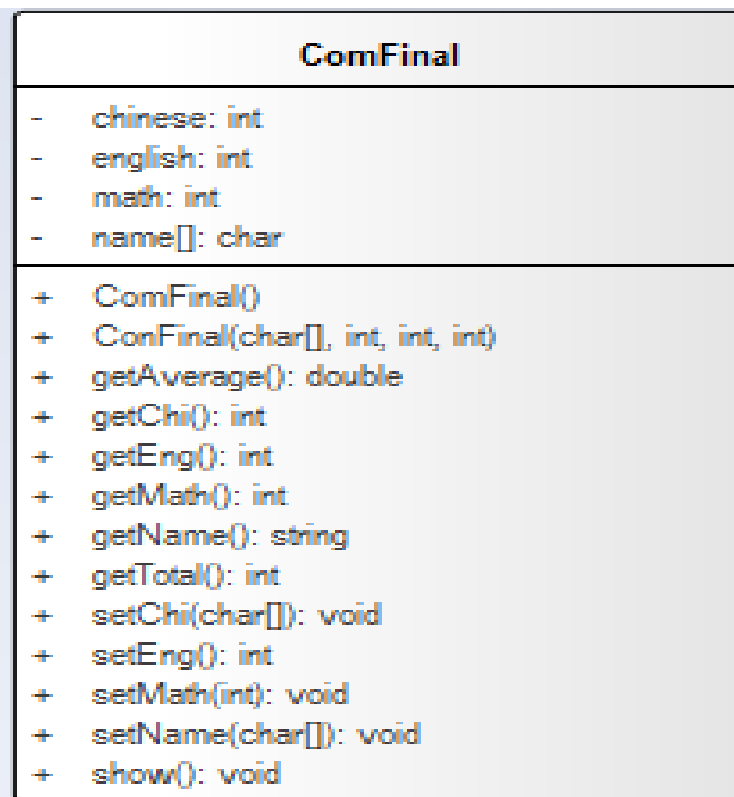 ComFinal
- chinese: int
- english: int
- math: int
- name[]: char
+ ComFinal()
+ ConFinal(char[], int, int, int)
+ getAverage(): double
+ getChi(): int
+ getEng(): int
+ getMath(): int
+ getName(): string
+ getTotal(): int
+ setChi(char[]): void
+ setEng(): int
+ setMath(int): void
+ setName(char[]): void
+ show(): void